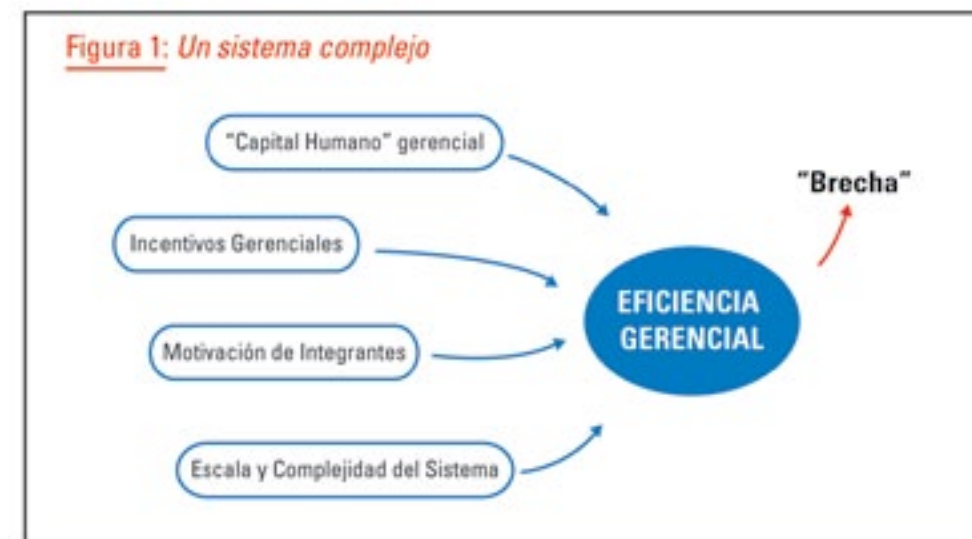 Figura 1: Un sistema complejo
"Capital Humano" gerencial
"Brecha"
Incentivos Gerenciales
EFICIENCIA
GERENCIAL
Motivación de Integrantes
Escala y Complejidad del Sistema